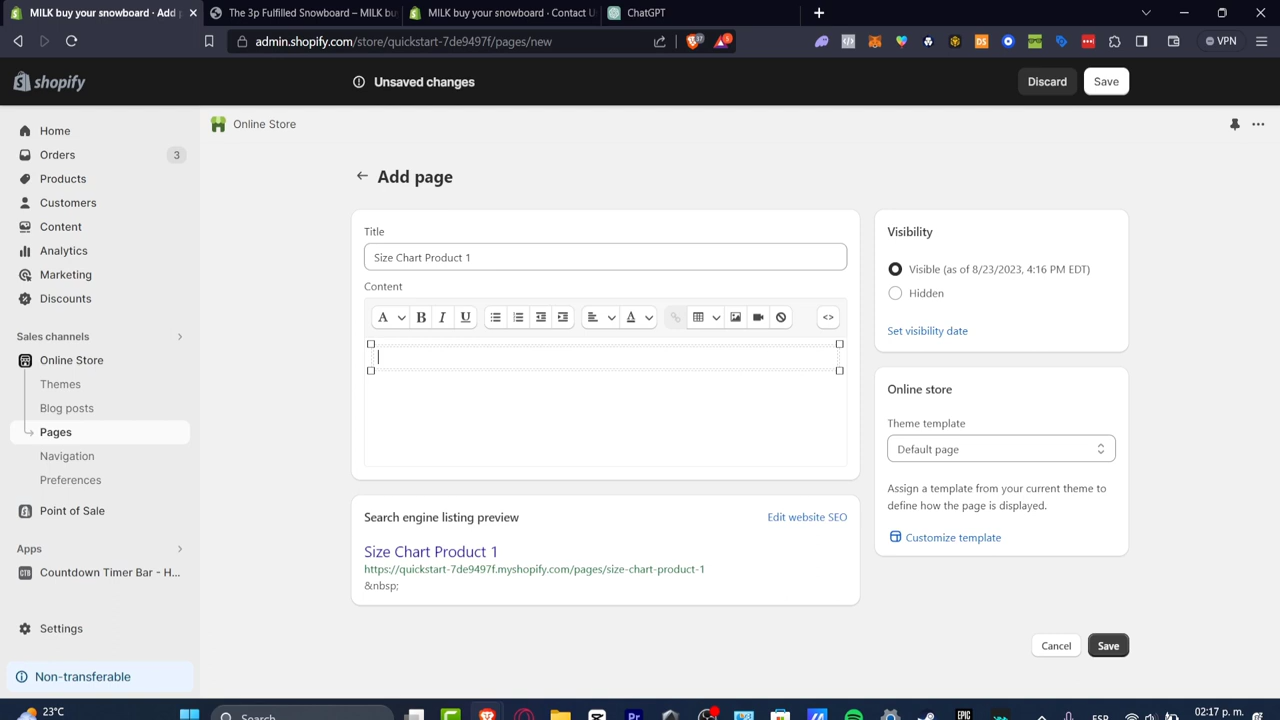 MILK buy your snowboard · Add
The 3p Fulfilled Snowboard – MILK bu
MILK buy your snowboard · Contact U
ChatGPT
admin.shopify.com/store/quickstart-7de9497f/pages/new
VPN
shopify
Unsaved changes
Discard
Save
Home
Orders
3
Products
Customers
Content
Analytics
Marketing
Discounts
Sales channels
Online Store
Themes
Blog posts
Pages
Navigation
Preferences
Point of Sale
Apps
Countdown Timer Bar - H...
Settings
Non-transferable
Online Store
Add page
Title
Size Chart Product 1
Content
A
B
I
U
A
<>
Search engine listing preview
Edit website SEO
Size Chart Product 1
https://quickstart-7de9497f.myshopify.com/pages/size-chart-product-1
&nbsp;
Visibility
Visible (as of 8/23/2023, 4:16 PM EDT)
Hidden
Set visibility date
Online store
Theme template
Default page
Assign a template from your current theme to
define how the page is displayed.
Customize template
Cancel
Save
23°C
Search
ESP
02:17 p. m.